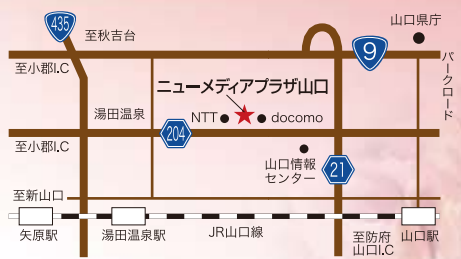 435
至秋吉台
山口県庁
9
至小郡I.C
パークロード
ニューメディアプラザ山口
湯田温泉
NTT
docomo
204
至小郡I.C
山口情報
センター
21
至新山口
矢原駅
湯田温泉駅
JR山口線
至防府
山口I.C
山口駅